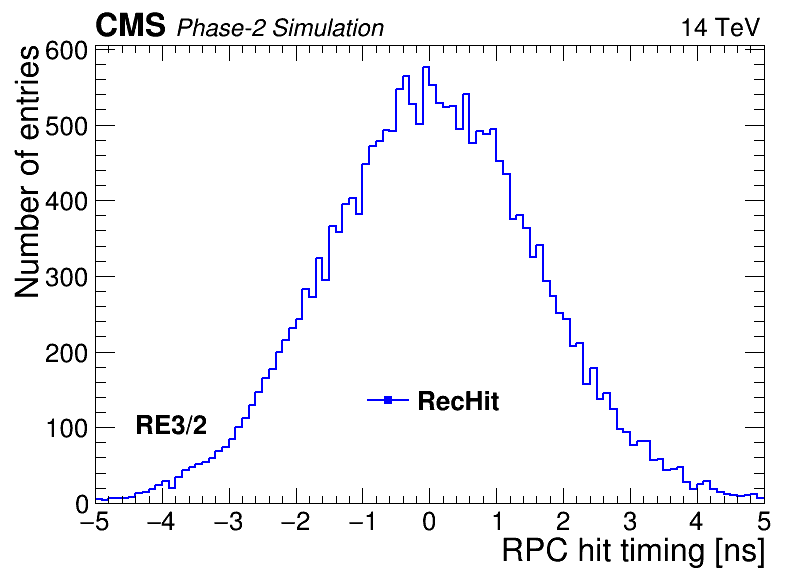 CMS Phase-2 Simulation 14 TeV
Number of entries
600
500
400
300
200
100
0
RE3/2
RecHit
−5 −4 −3 −2 −1 0 1 2 3 4 5
RPC hit timing [ns]